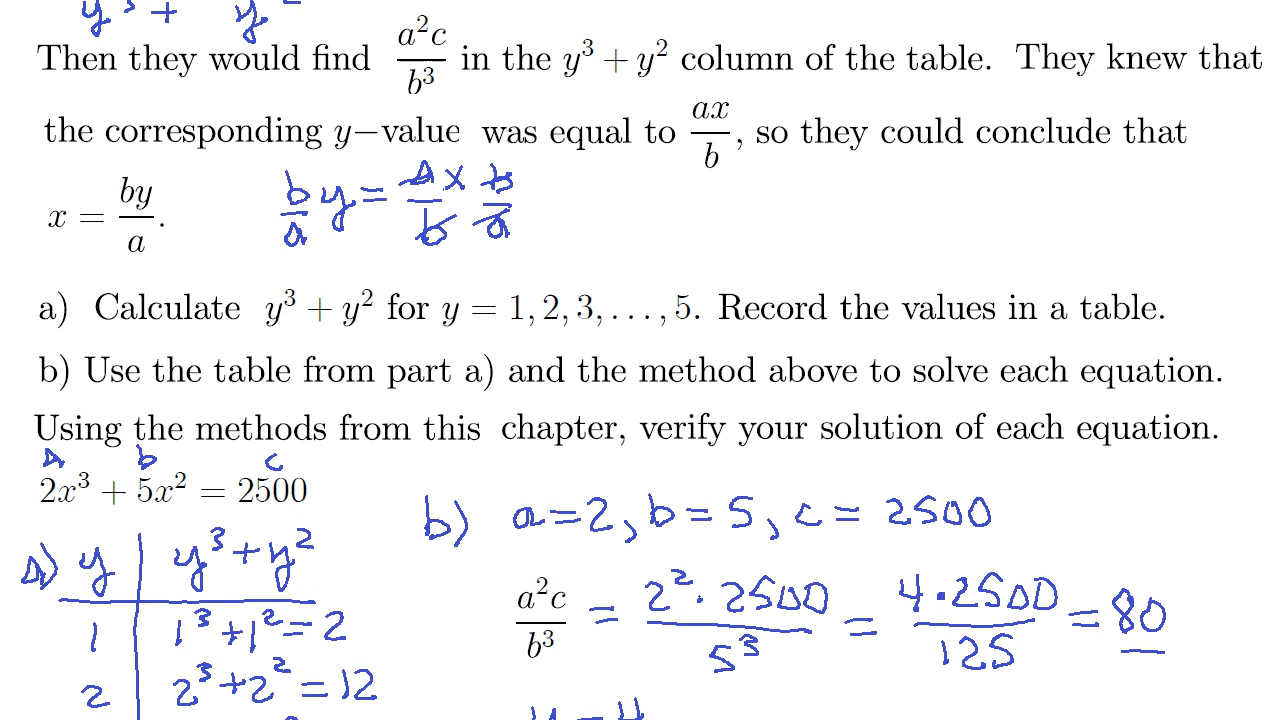 y³ + y²
Then they would find a²c/b³ in the y³ + y² column of the table. They knew that
the corresponding y−value was equal to ax/b, so they could conclude that
x = by/a. b/a y = ax/b b/a
a) Calculate y³ + y² for y = 1, 2, 3, . . . , 5. Record the values in a table.
b) Use the table from part a) and the method above to solve each equation.
Using the methods from this chapter, verify your solution of each equation.
a b c
2x³ + 5x² = 2500
b) a=2, b=5, c=2500
a) y | y³+y²
1 | 1³+1²=2
2 | 2³+2²=12
a²c/b³ = 2²·2500/5³ = 4·2500/125 = 80
y = 4